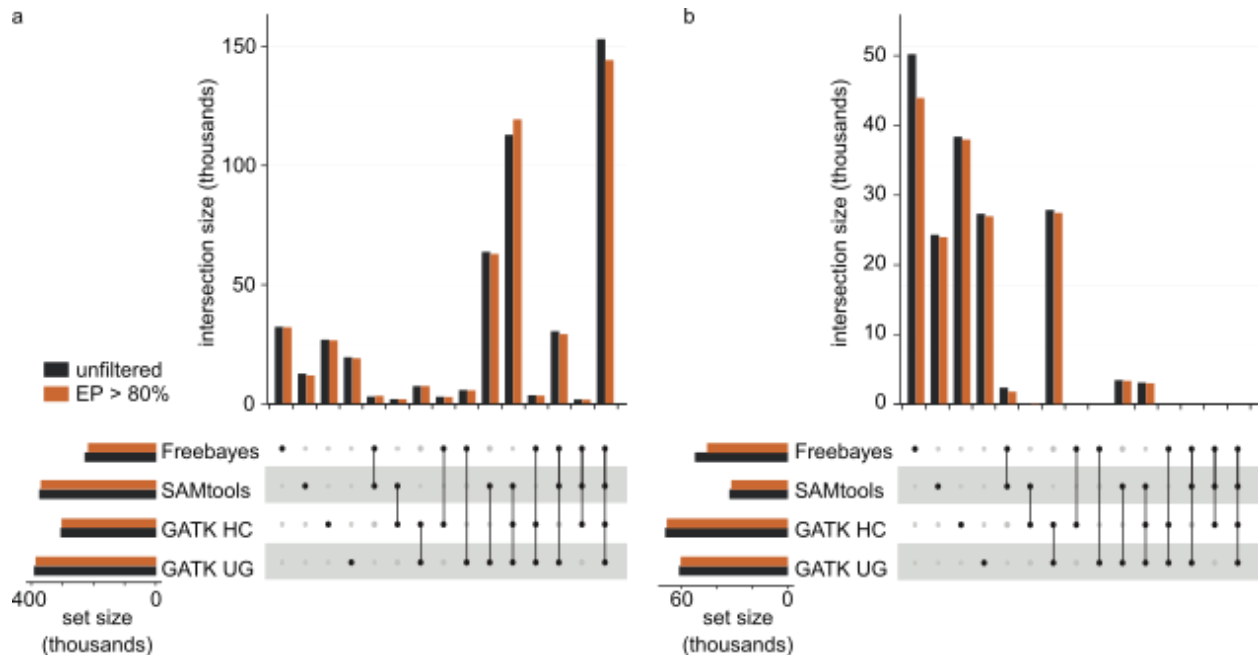 a
intersection size (thousands)
150
100
50
0
unfiltered
EP > 80%
Freebayes
SAMtools
GATK HC
GATK UG
400
0
set size
(thousands)
b
intersection size (thousands)
50
40
30
20
10
0
Freebayes
SAMtools
GATK HC
GATK UG
60
0
set size
(thousands)